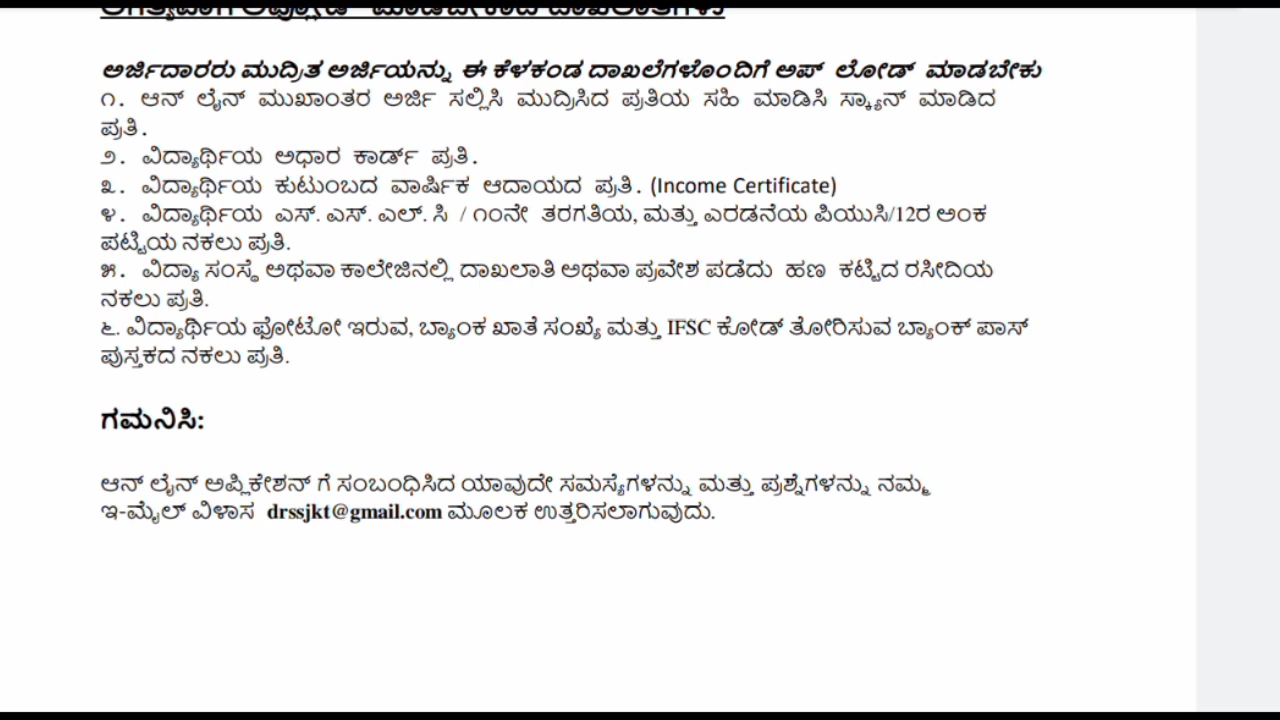 ಅರ್ಜಿದಾರರು ಮುದ್ರಿತ ಅರ್ಜಿಯನ್ನು ಈ ಕೆಳಕಂಡ ದಾಖಲೆಗಳೊಂದಿಗೆ ಅಪ್ ಲೋಡ್ ಮಾಡಬೇಕು
೧. ಆನ್ ಲೈನ್ ಮುಖಾಂತರ ಅರ್ಜಿ ಸಲ್ಲಿಸಿ ಮುದ್ರಿಸಿದ ಪ್ರತಿಯ ಸಹಿ ಮಾಡಿಸಿ ಸ್ಕ್ಯಾನ್ ಮಾಡಿದ
ಪ್ರತಿ.
೨. ವಿದ್ಯಾರ್ಥಿಯ ಅಧಾರ ಕಾರ್ಡ್ ಪ್ರತಿ.
೩. ವಿದ್ಯಾರ್ಥಿಯ ಕುಟುಂಬದ ವಾರ್ಷಿಕ ಆದಾಯದ ಪ್ರತಿ. (Income Certificate)
೪. ವಿದ್ಯಾರ್ಥಿಯ ಎಸ್. ಎಸ್. ಎಲ್. ಸಿ / ೧೦ನೇ ತರಗತಿಯ, ಮತ್ತು ಎರಡನೆಯ ಪಿಯುಸಿ/12ರ ಅಂಕ
ಪಟ್ಟಿಯ ನಕಲು ಪ್ರತಿ.
೫. ವಿದ್ಯಾ ಸಂಸ್ಥೆ ಅಥವಾ ಕಾಲೇಜಿನಲ್ಲಿ ದಾಖಲಾತಿ ಅಥವಾ ಪ್ರವೇಶ ಪಡೆದು ಹಣ ಕಟ್ಟಿದ ರಸೀದಿಯ
ನಕಲು ಪ್ರತಿ.
೬. ವಿದ್ಯಾರ್ಥಿಯ ಫೋಟೋ ಇರುವ, ಬ್ಯಾಂಕ ಖಾತೆ ಸಂಖ್ಯೆ ಮತ್ತು IFSC ಕೋಡ್ ತೋರಿಸುವ ಬ್ಯಾಂಕ್ ಪಾಸ್
ಪುಸ್ತಕದ ನಕಲು ಪ್ರತಿ.
ಗಮನಿಸಿ:
ಆನ್ ಲೈನ್ ಅಪ್ಲಿಕೇಶನ್ ಗೆ ಸಂಬಂಧಿಸಿದ ಯಾವುದೇ ಸಮಸ್ಯೆಗಳನ್ನು ಮತ್ತು ಪ್ರಶ್ನೆಗಳನ್ನು ನಮ್ಮ
ಇ-ಮೈಲ್ ವಿಳಾಸ drssjkt@gmail.com ಮೂಲಕ ಉತ್ತರಿಸಲಾಗುವುದು.